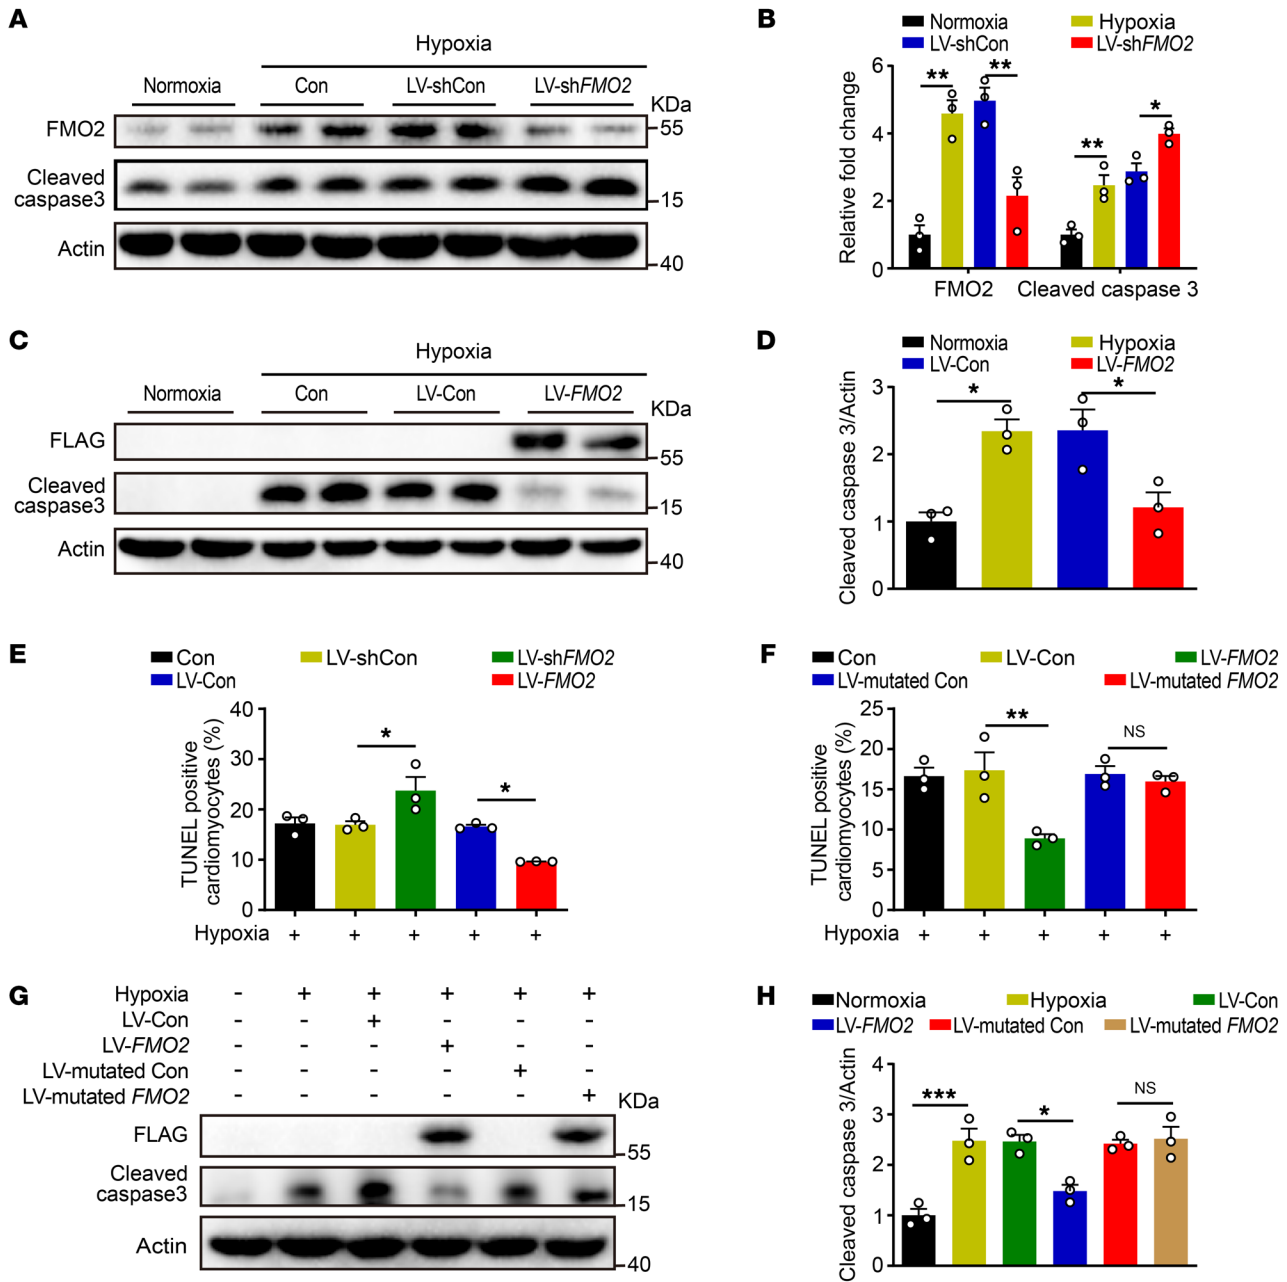 A
Hypoxia
Normoxia Con LV-shCon LV-shFMO2
KDa
FMO2
55
Cleaved
caspase3
15
Actin
40
B
Normoxia Hypoxia
LV-shCon LV-shFMO2
Relative fold change
6
4
2
0
** ** ** *
FMO2 Cleaved caspase 3
C
Hypoxia
Normoxia Con LV-Con LV-FMO2
KDa
FLAG
55
Cleaved
caspase3
15
Actin
40
D
Normoxia Hypoxia
LV-Con LV-FMO2
Cleaved caspase 3/Actin
3
2
1
0
* *
E
Con LV-shCon LV-shFMO2
LV-Con LV-FMO2
TUNEL positive
cardiomyocytes (%)
40
30
20
10
0
* *
Hypoxia + + + + +
F
Con LV-Con LV-FMO2
LV-mutated Con LV-mutated FMO2
TUNEL positive
cardiomyocytes (%)
25
20
15
10
5
0
** NS
Hypoxia + + + + +
G
Hypoxia - + + + + +
LV-Con - - + - - -
LV-FMO2 - - - + - -
LV-mutated Con - - - - + -
LV-mutated FMO2 - - - - - +
KDa
FLAG
55
Cleaved
caspase3
15
Actin
40
H
Normoxia Hypoxia LV-Con
LV-FMO2 LV-mutated Con LV-mutated FMO2
Cleaved caspase 3/Actin
4
3
2
1
0
*** * NS